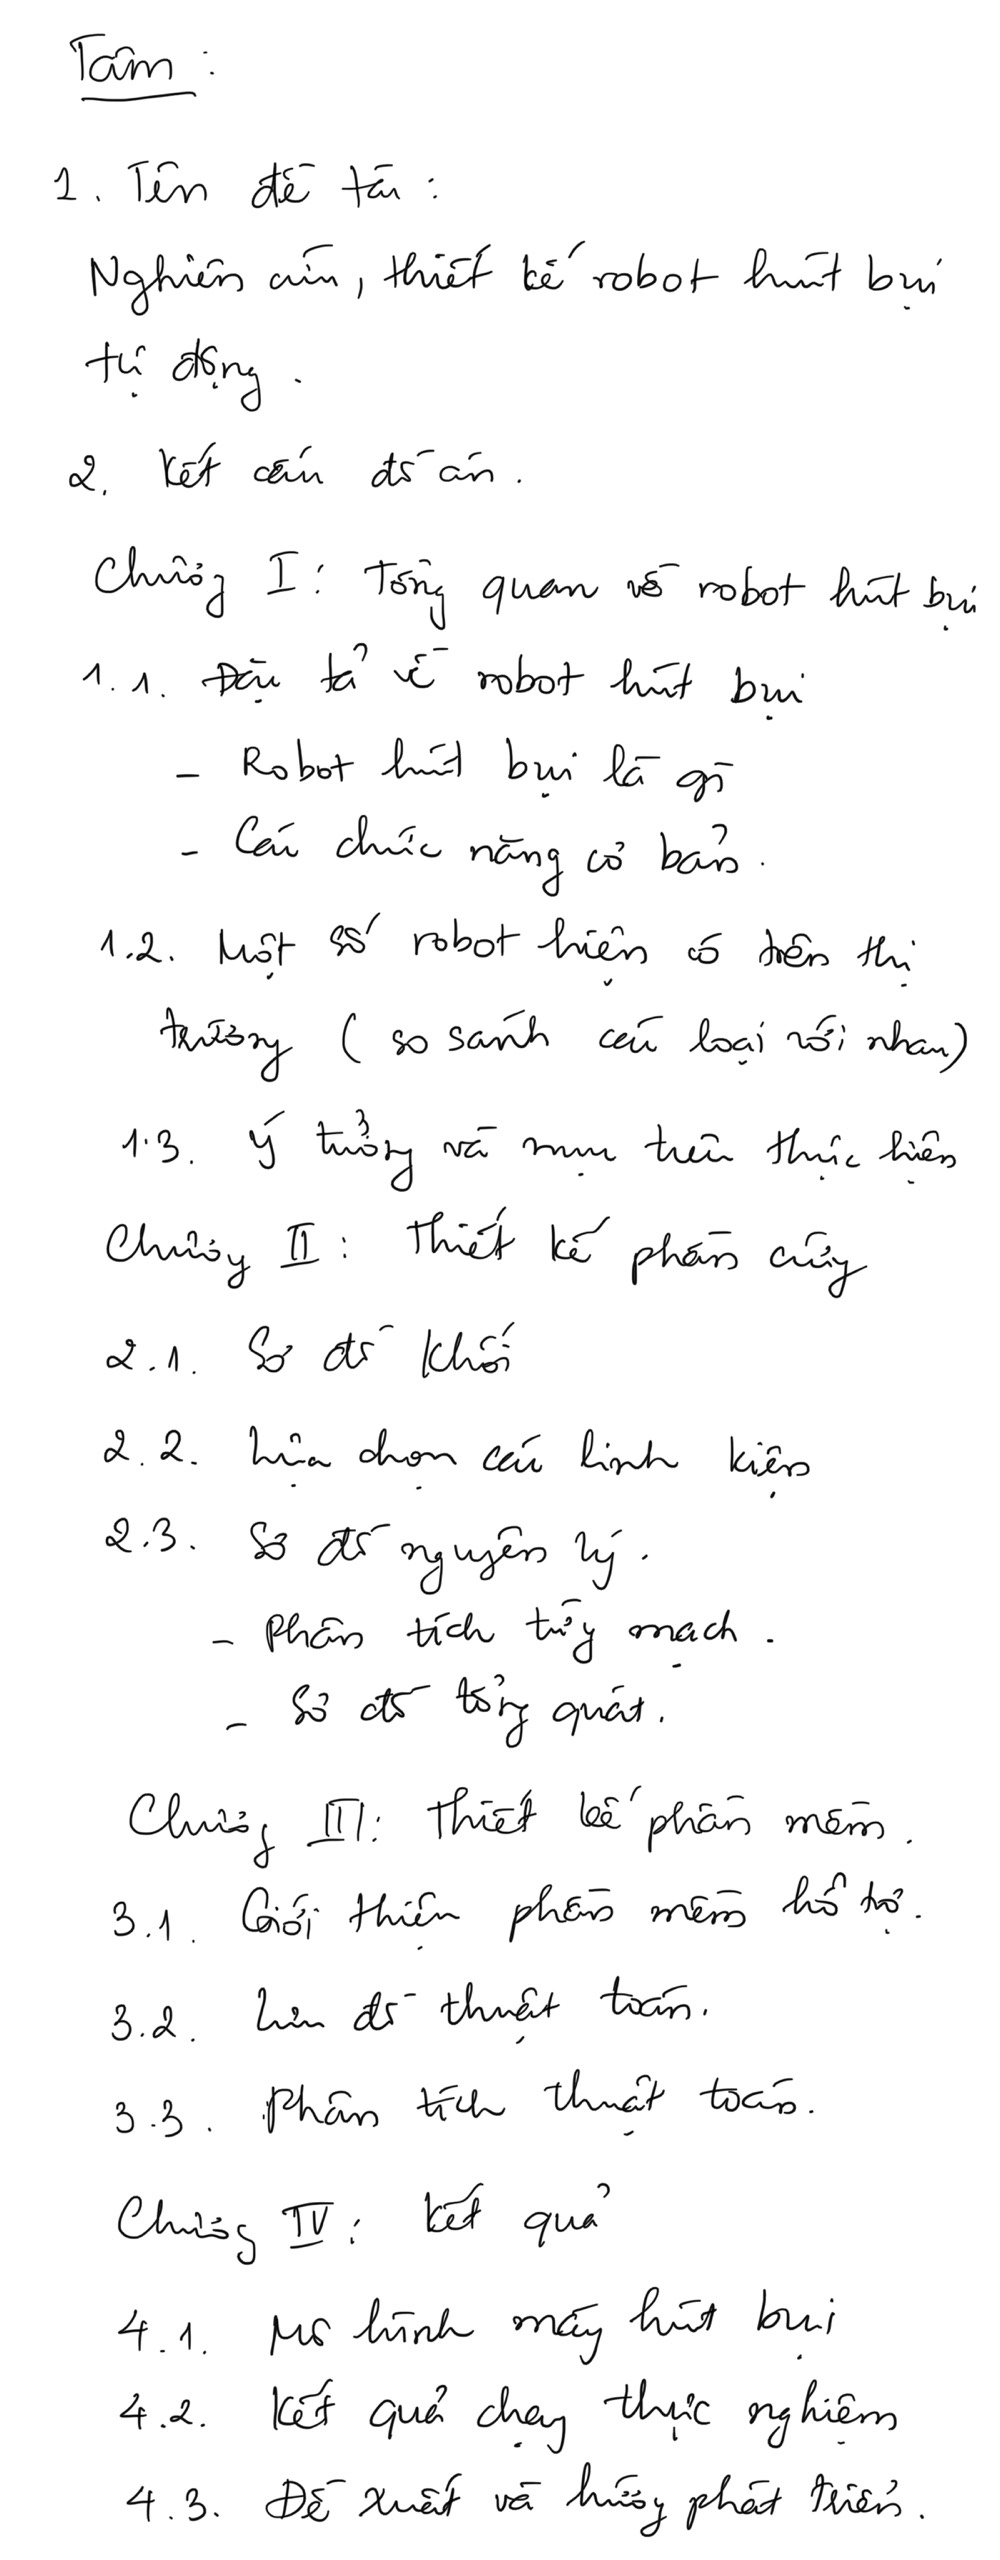 Tâm :
1. Tên đề tài :
Nghiên cứu, thiết kế robot hút bụi
tự động .
2. Kết cấu đồ án .
Chương I : Tổng quan về robot hút bụi
1.1. tả về robot hút bụi
- Robot hút bụi là gì
- Các chức năng cơ bản .
1.2. Một số robot hiện có trên thị
trường ( so sánh các loại với nhau)
1.3. Ý tưởng và mục tiêu thực hiện
Chương II : Thiết kế phần cứng
2.1. Sơ đồ khối
2.2. Lựa chọn các linh kiện
2.3. Sơ đồ nguyên lý .
- Phân tích từng mạch .
- Sơ đồ tổng quát .
Chương III : Thiết kế phần mềm .
3.1. Giới thiệu phần mềm hỗ trợ .
3.2. Lưu đồ thuật toán .
3.3. Phân tích thuật toán .
Chương IV : Kết quả
4.1. Mô hình máy hút bụi
4.2. Kết quả chạy thực nghiệm
4.3. Đề xuất và hướng phát triển .